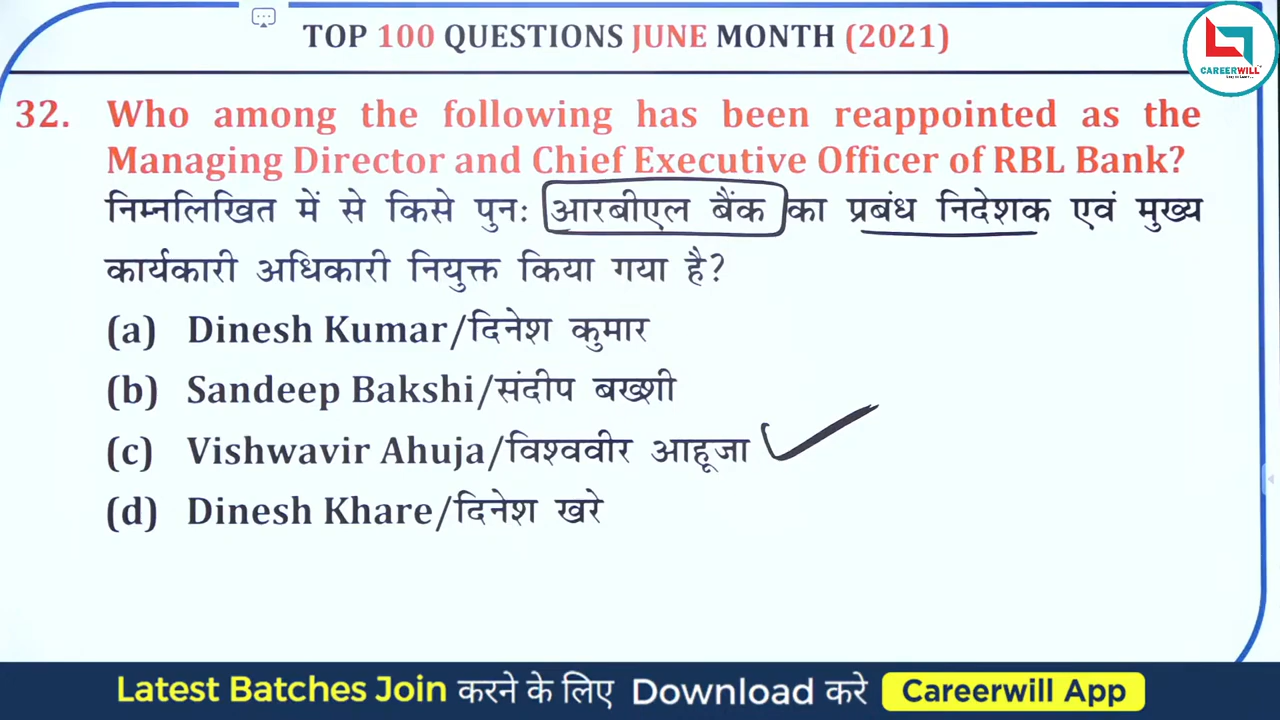 TOP 100 QUESTIONS JUNE MONTH (2021)
CAREERWILL
32. Who among the following has been reappointed as the
Managing Director and Chief Executive Officer of RBL Bank?
निम्नलिखित में से किसे पुनः आरबीएल बैंक का प्रबंध निदेशक एवं मुख्य
कार्यकारी अधिकारी नियुक्त किया गया है?
(a) Dinesh Kumar/दिनेश कुमार
(b) Sandeep Bakshi/संदीप बख्शी
(c) Vishwavir Ahuja/विश्ववीर आहूजा
(d) Dinesh Khare/दिनेश खरे
Latest Batches Join करने के लिए Download करे Careerwill App